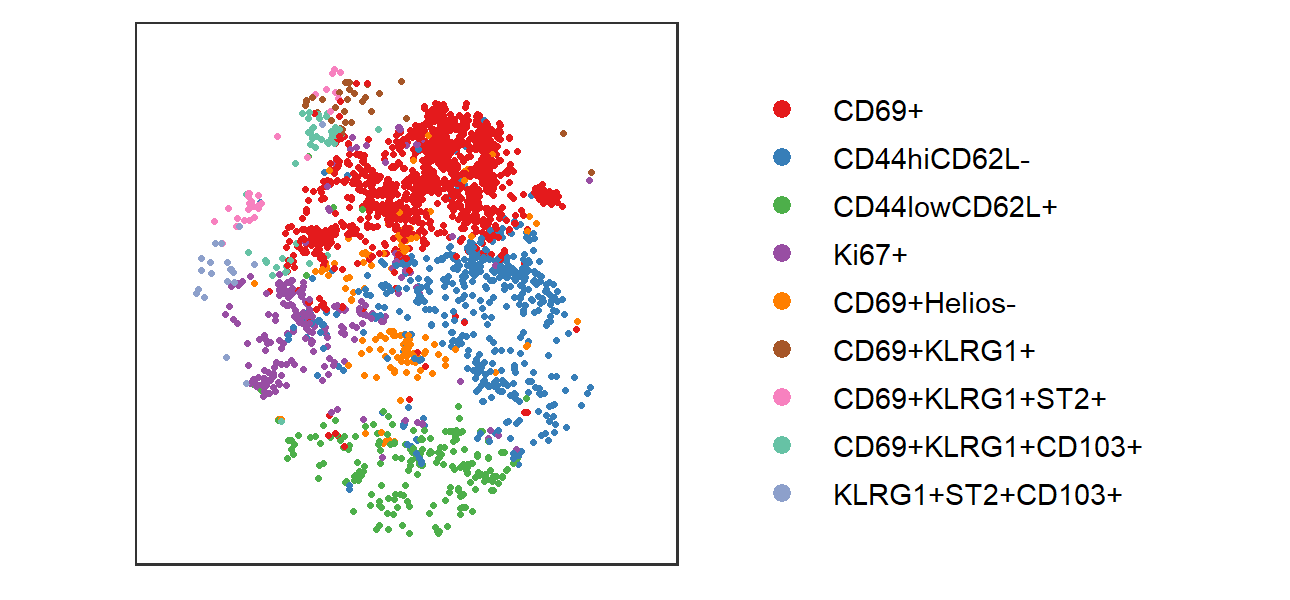 CD69+
CD44hiCD62L-
CD44lowCD62L+
Ki67+
CD69+Helios-
CD69+KLRG1+
CD69+KLRG1+ST2+
CD69+KLRG1+CD103+
KLRG1+ST2+CD103+